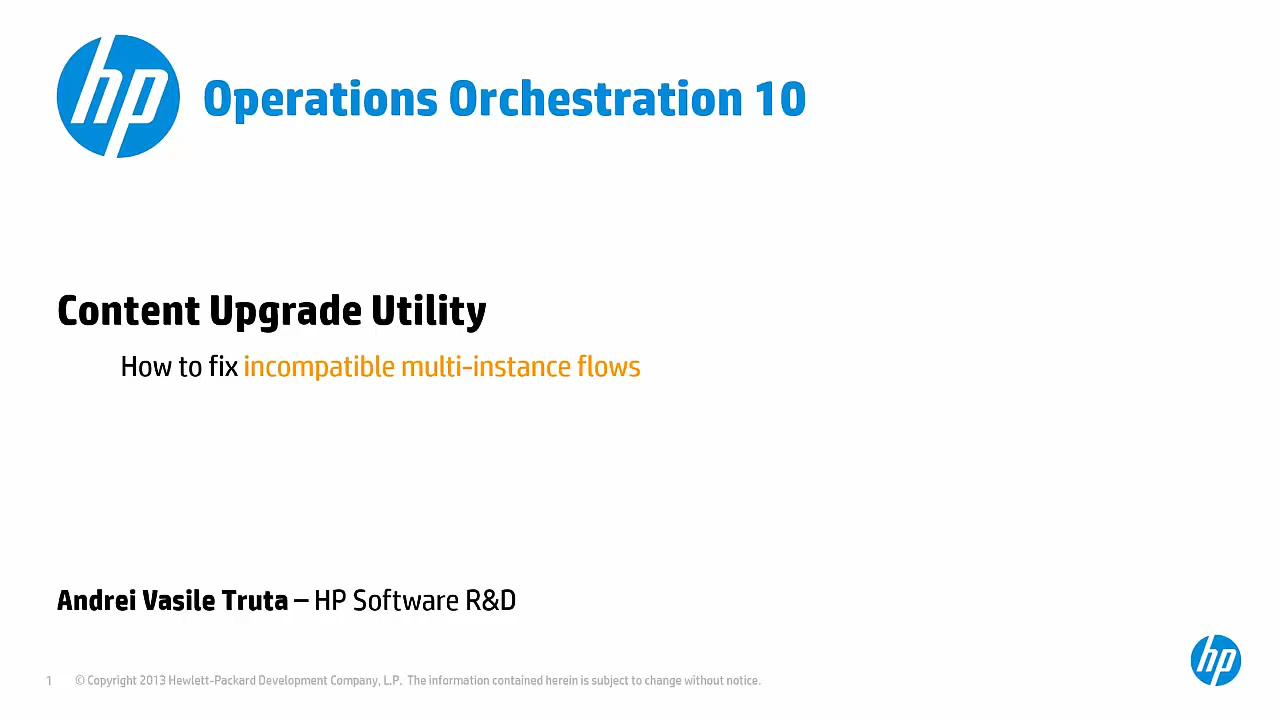 hp
Operations Orchestration 10
Content Upgrade Utility
How to fix incompatible multi-instance flows
Andrei Vasile Truta – HP Software R&D
hp
1 © Copyright 2013 Hewlett-Packard Development Company, L.P. The information contained herein is subject to change without notice.